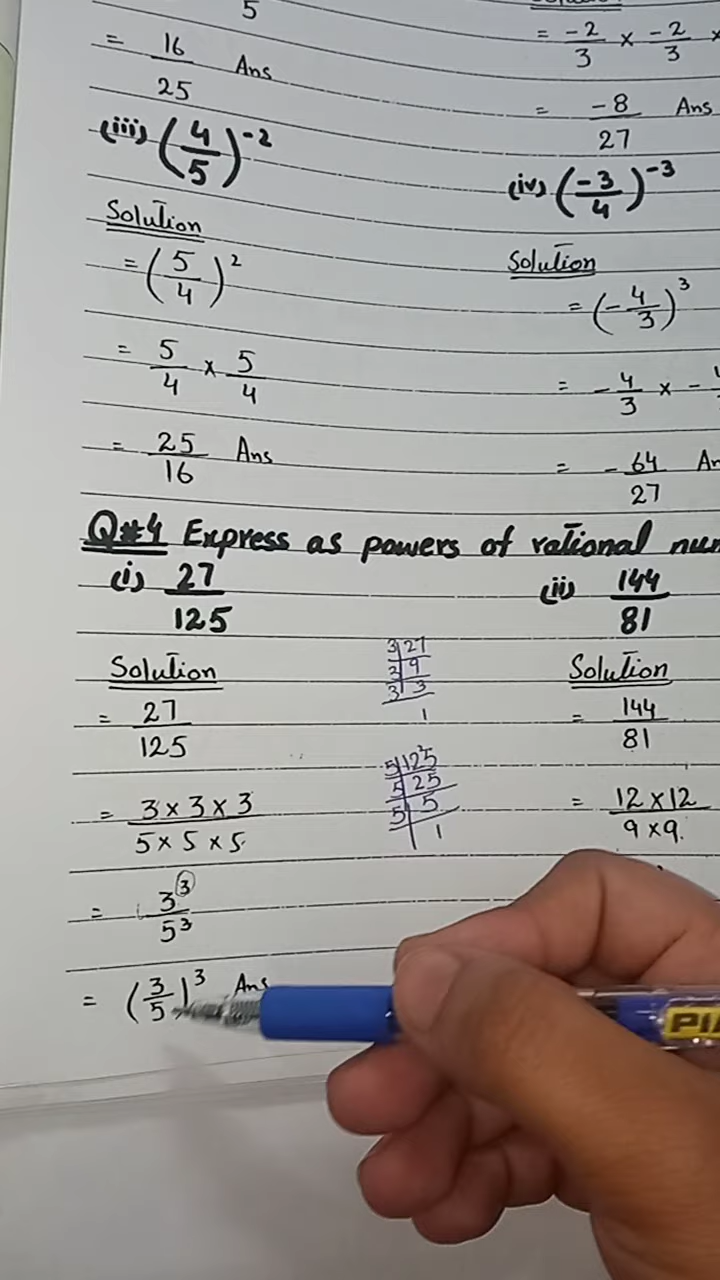 5
= 16/25 Ans
(iii) (4/5)^-2
Solution
= (5/4)^2
= 5/4 × 5/4
= 25/16 Ans
= -2/3 × -2/3 ×
= -8/27 Ans
(iv) (-3/4)^-3
Solution
= (-4/3)^3
= -4/3 × -
= -64/27
Q#4 Express as powers of rational
(i) 27/125
Solution
= 27/125
= 3×3×3/5×5×5
= 3^3/5^3
= (3/5)^3 Ans
3 27
3 9
3 3
1
5 125
5 25
5 5
1
(ii) 144/81
Solution
= 144/81
= 12×12/9×9